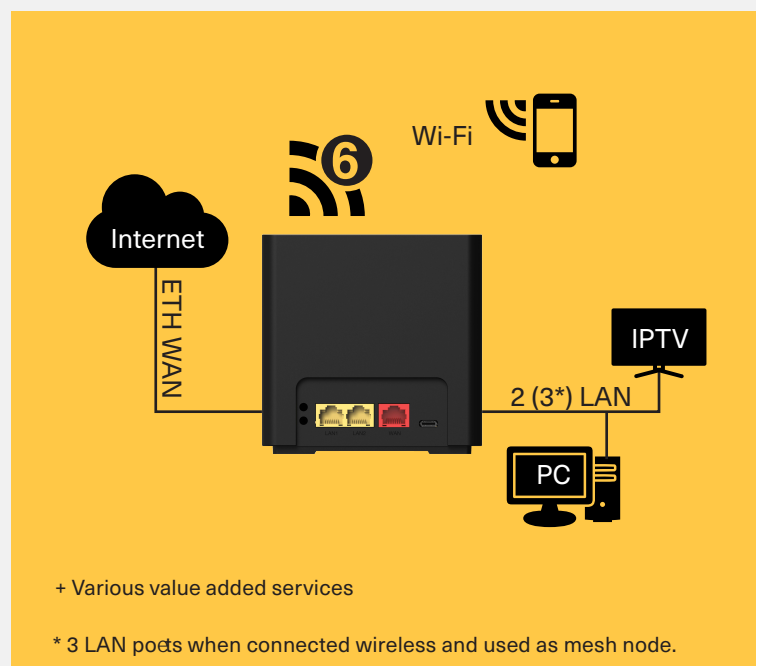 6
Wi-Fi
Internet
ETH WAN
IPTV
2 (3*) LAN
PC
+ Various value added services
* 3 LAN poets when connected wireless and used as mesh node.